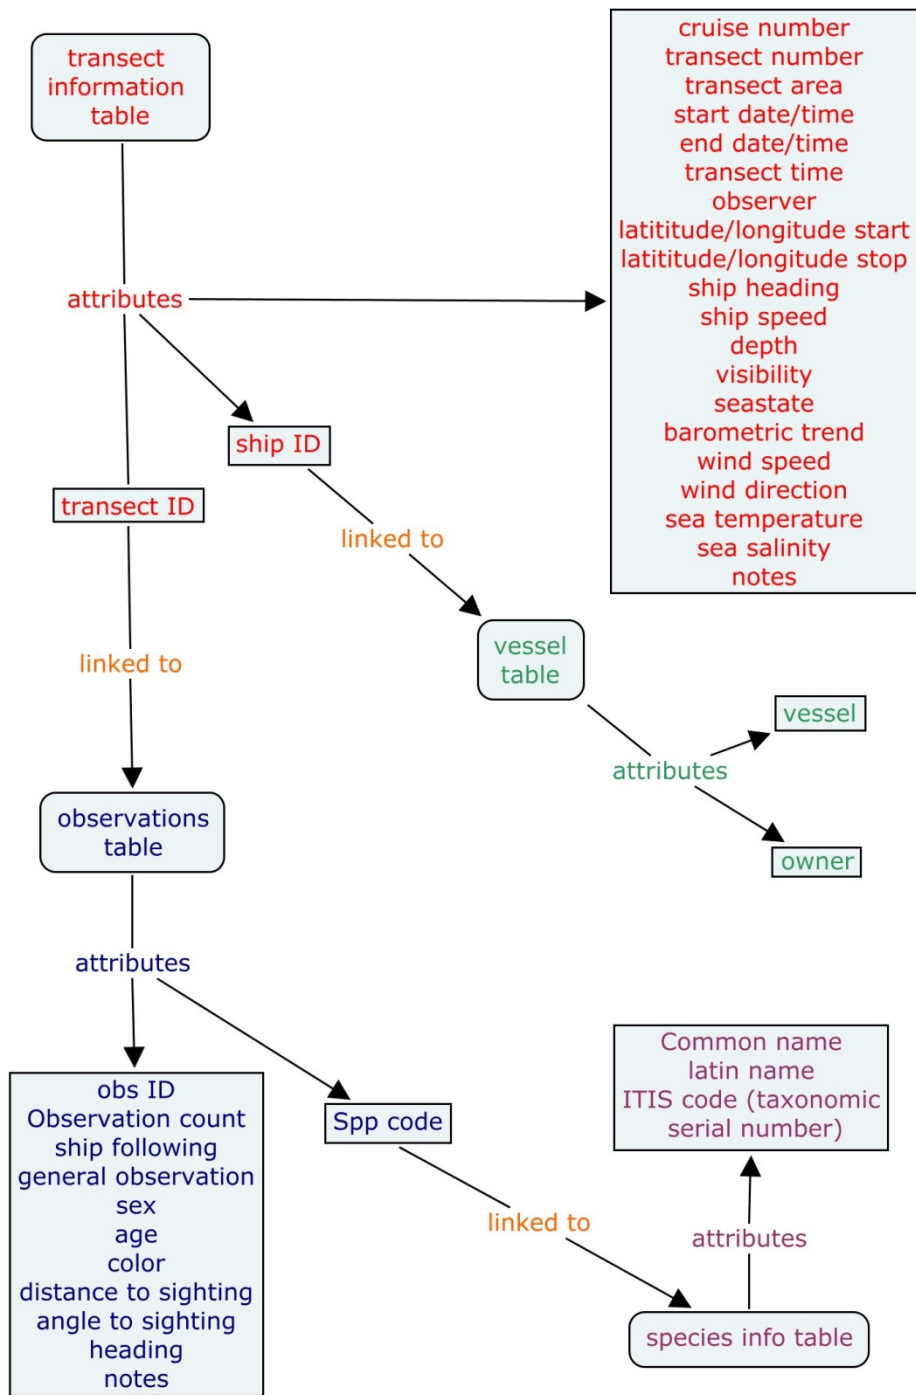 transect
information
table
cruise number
transect number
transect area
start date/time
end date/time
transect time
observer
latititude/longitude start
latititude/longitude stop
ship heading
ship speed
depth
visibility
seastate
barometric trend
wind speed
wind direction
sea temperature
sea salinity
notes
attributes
ship ID
transect ID
linked to
linked to
vessel
table
vessel
attributes
owner
observations
table
attributes
obs ID
Observation count
ship following
general observation
sex
age
color
distance to sighting
angle to sighting
heading
notes
Spp code
linked to
Common name
latin name
ITIS code (taxonomic
serial number)
attributes
species info table